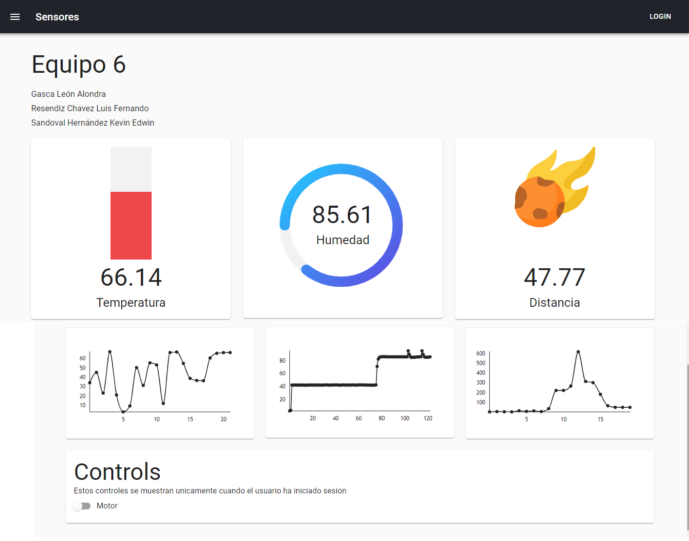 Sensores
LOGIN
Equipo 6
Gasca León Alondra
Resendiz Chavez Luis Fernando
Sandoval Hernández Kevin Edwin
66.14
Temperatura
85.61
Humedad
47.77
Distancia
60
50
40
30
20
10
5
10
15
20
80
60
40
20
20
40
60
80
100
120
600
500
400
300
200
100
5
10
15
Controls
Estos controles se muestran unicamente cuando el usuario ha iniciado sesion
Motor